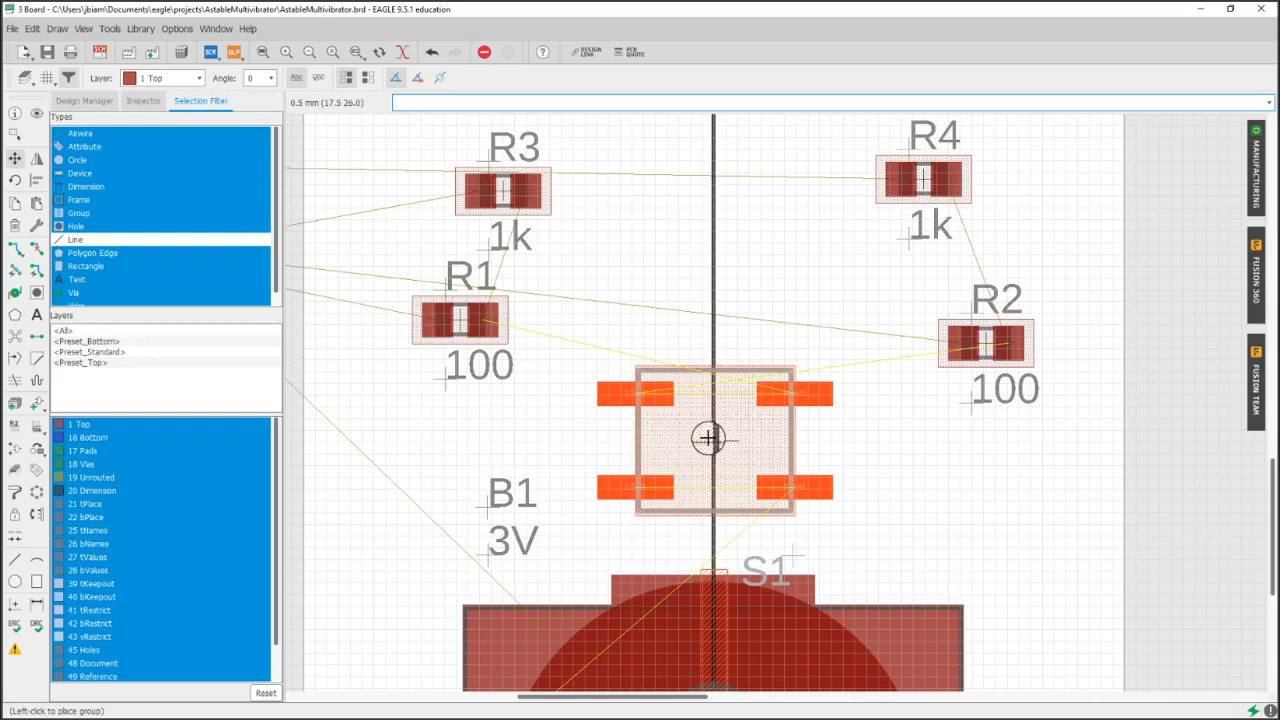 3 Board - C:\Users\jbiam\Documents\eagle\projects\AstableMultivibrator\AstableMultivibrator.brd - EAGLE 9.5.1 education
File Edit Draw View Tools Library Options Window Help
SCH SCR ULP DESIGN LINK PCB QUOTE
Layer: 1 Top Angle: 0 Abc
Design Manager Inspector Selection Filter
0.5 mm (17.5 26.0)
Types
Airwire
Attribute
Circle
Device
Dimension
Frame
Group
Hole
Line
Polygon Edge
Rectangle
Text
Via
Layers
<All>
<Preset_Bottom>
<Preset_Standard>
<Preset_Top>
1 Top
16 Bottom
17 Pads
18 Vias
19 Unrouted
20 Dimension
21 tPlace
22 bPlace
25 tNames
26 bNames
27 tValues
28 bValues
39 tKeepout
40 bKeepout
41 tRestrict
42 bRestrict
43 vRestrict
45 Holes
48 Document
49 Reference
Reset
ERC DRC
R3
1k
R4
1k
R1
100
R2
100
B1
3V
S1
MANUFACTURING
FUSION 360
FUSION TEAM
(Left-click to place group)